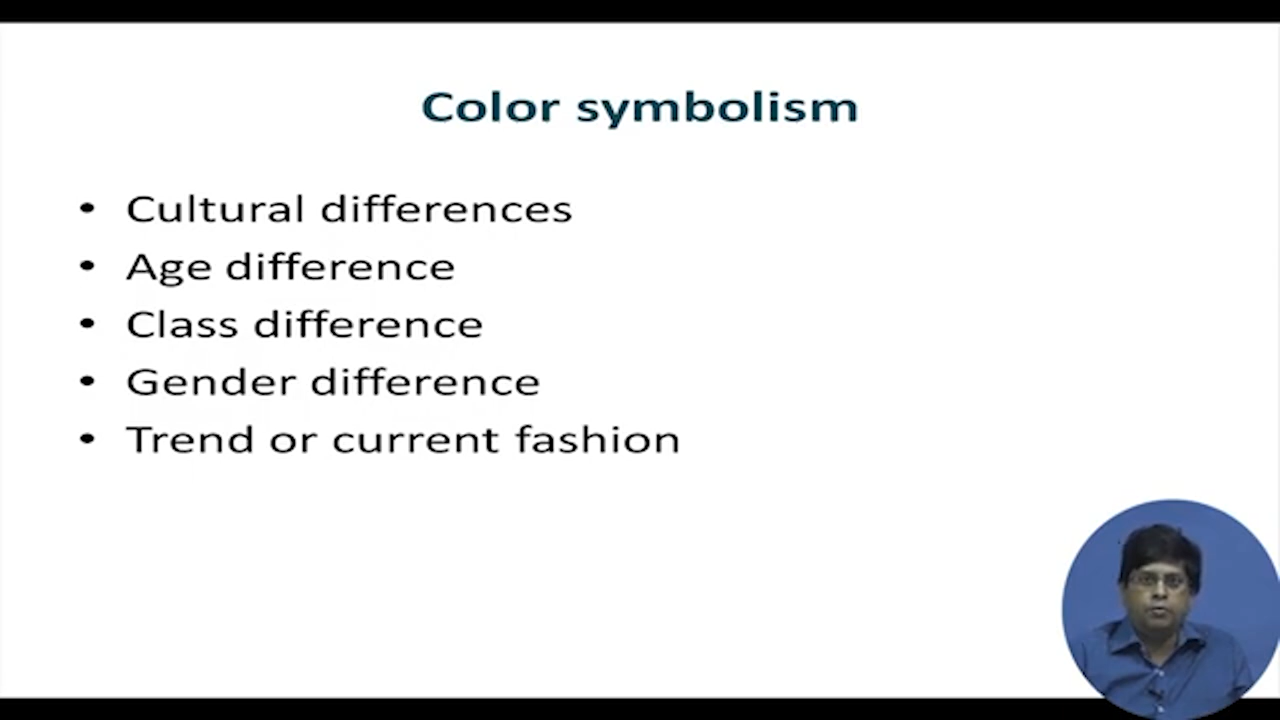 Color symbolism
• Cultural differences
• Age difference
• Class difference
• Gender difference
• Trend or current fashion